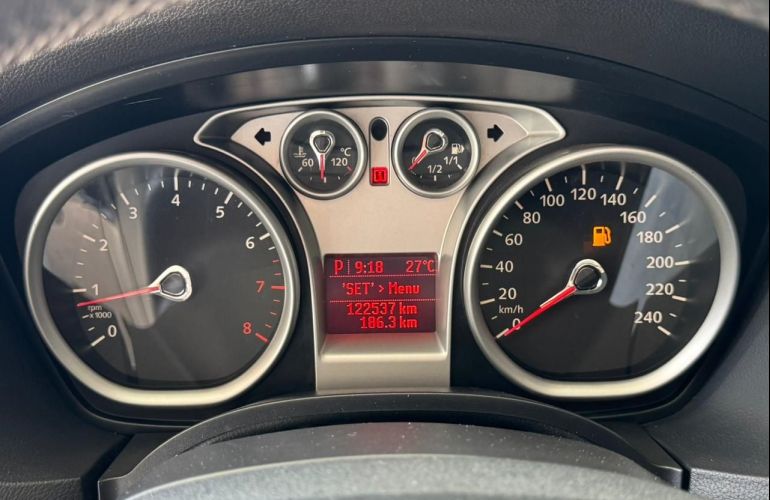 °C
60 120
1/1
1/2
3 4 5
2 6
1 7
rpm
x1000
0 8
P 9:18 27°C
'SET' > Menu
122537 km
186.3 km
100 120 140
80 160
60 180
40 200
20 220
km/h
0 240